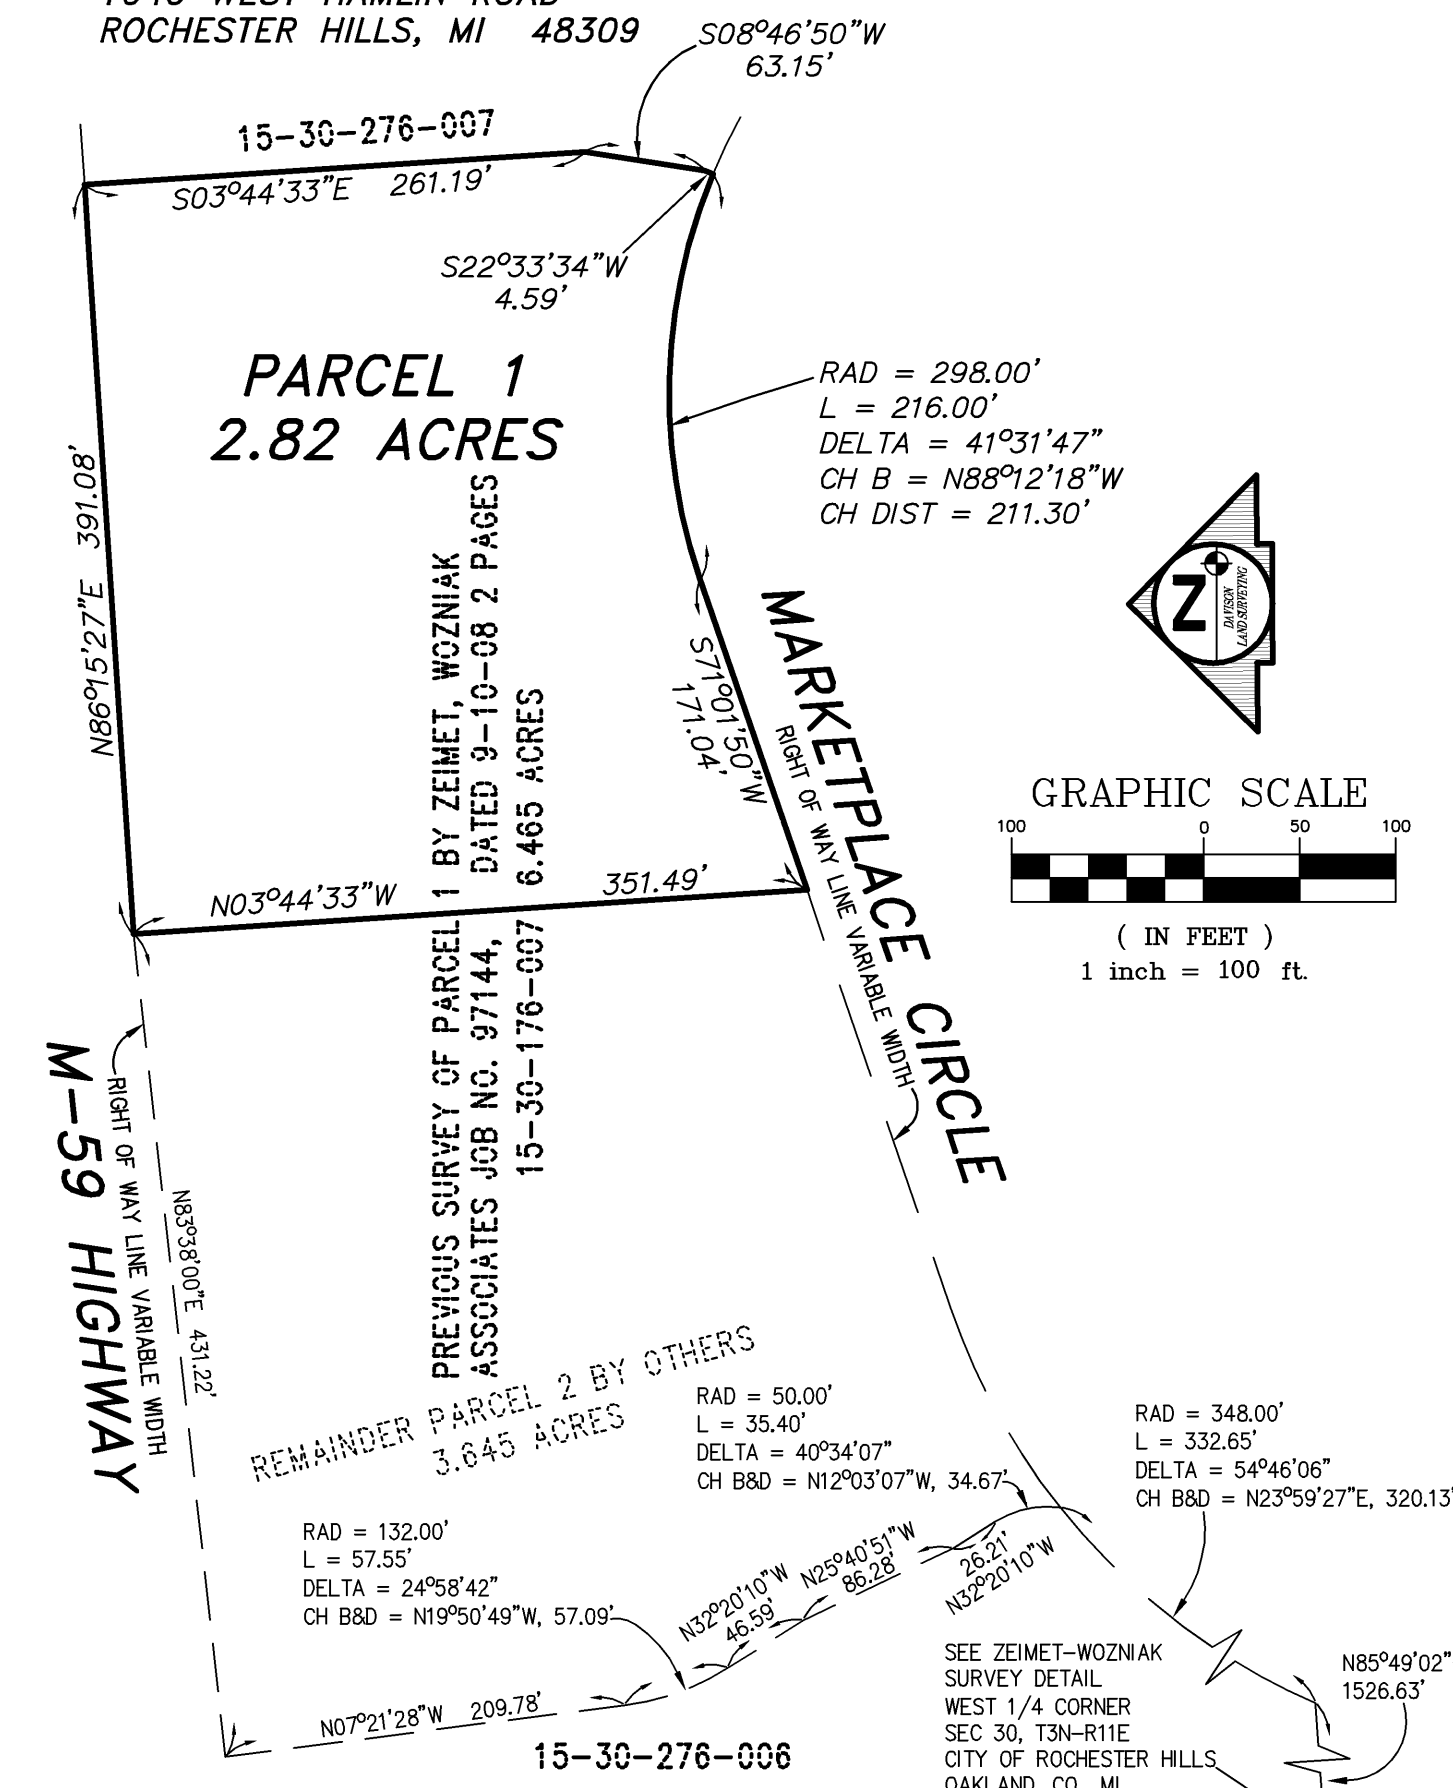 ROCHESTER HILLS, MI 48309
S08°46'50"W
63.15'
15-30-276-007
S03°44'33"E 261.19'
S22°33'34"W
4.59'
PARCEL 1
2.82 ACRES
RAD = 298.00'
L = 216.00'
DELTA = 41°31'47"
CH B = N88°12'18"W
CH DIST = 211.30'
N86°15'27"E 391.08'
PREVIOUS SURVEY OF PARCEL 1 BY ZEIMET, WOZNIAK
ASSOCIATES JOB NO. 97144, DATED 9-10-08 2 PAGES
15-30-176-007 6.465 ACRES
S71°01'50"W
171.04'
MARKETPLACE CIRCLE
RIGHT OF WAY LINE VARIABLE WIDTH
Z
DAVISON
LAND SURVEYING
GRAPHIC SCALE
100 0 50 100
( IN FEET )
1 inch = 100 ft.
N03°44'33"W 351.49'
M-59 HIGHWAY
RIGHT OF WAY LINE VARIABLE WIDTH
N83°38'00"E 431.22'
REMAINDER PARCEL 2 BY OTHERS
3.645 ACRES
RAD = 50.00'
L = 35.40'
DELTA = 40°34'07"
CH B&D = N12°03'07"W, 34.67'
RAD = 348.00'
L = 332.65'
DELTA = 54°46'06"
CH B&D = N23°59'27"E, 320.13'
RAD = 132.00'
L = 57.55'
DELTA = 24°58'42"
CH B&D = N19°50'49"W, 57.09'
N32°20'10"W
46.59'
N25°40'51"W
86.28'
26.21'
N32°20'10"W
N07°21'28"W 209.78'
15-30-276-006
SEE ZEIMET-WOZNIAK
SURVEY DETAIL
WEST 1/4 CORNER
SEC 30, T3N-R11E
CITY OF ROCHESTER HILLS
OAKLAND CO, MI
N85°49'02"
1526.63'